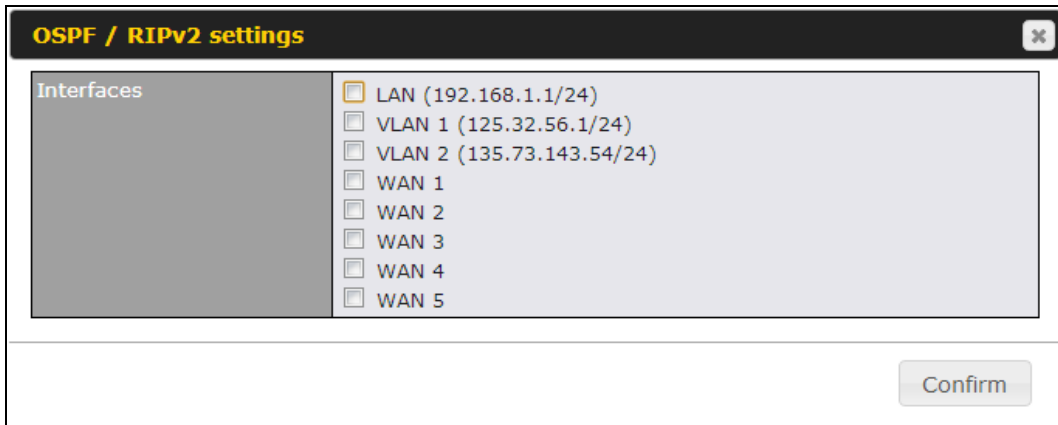 OSPF / RIPv2 settings
Interfaces
LAN (192.168.1.1/24)
VLAN 1 (125.32.56.1/24)
VLAN 2 (135.73.143.54/24)
WAN 1
WAN 2
WAN 3
WAN 4
WAN 5
Confirm